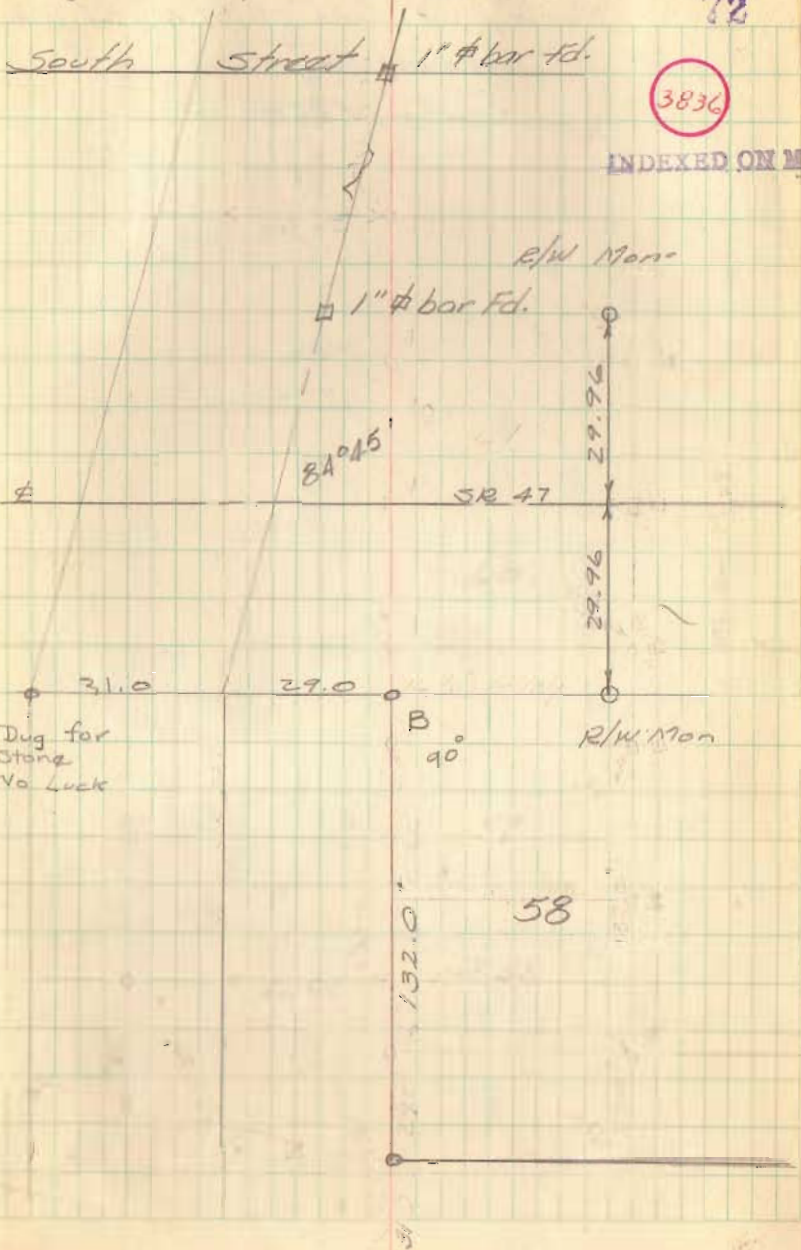 72
South Street 1" ⌀ bar fd.
3836
INDEXED ON M
R/W Mon.
1" ⌀ bar Fd.
29.96
84°45'
₵
SR 47
29.96
31.0
29.0
Dug for
Stone
No Luck
B
90°
R/W Mon
58
132.0'